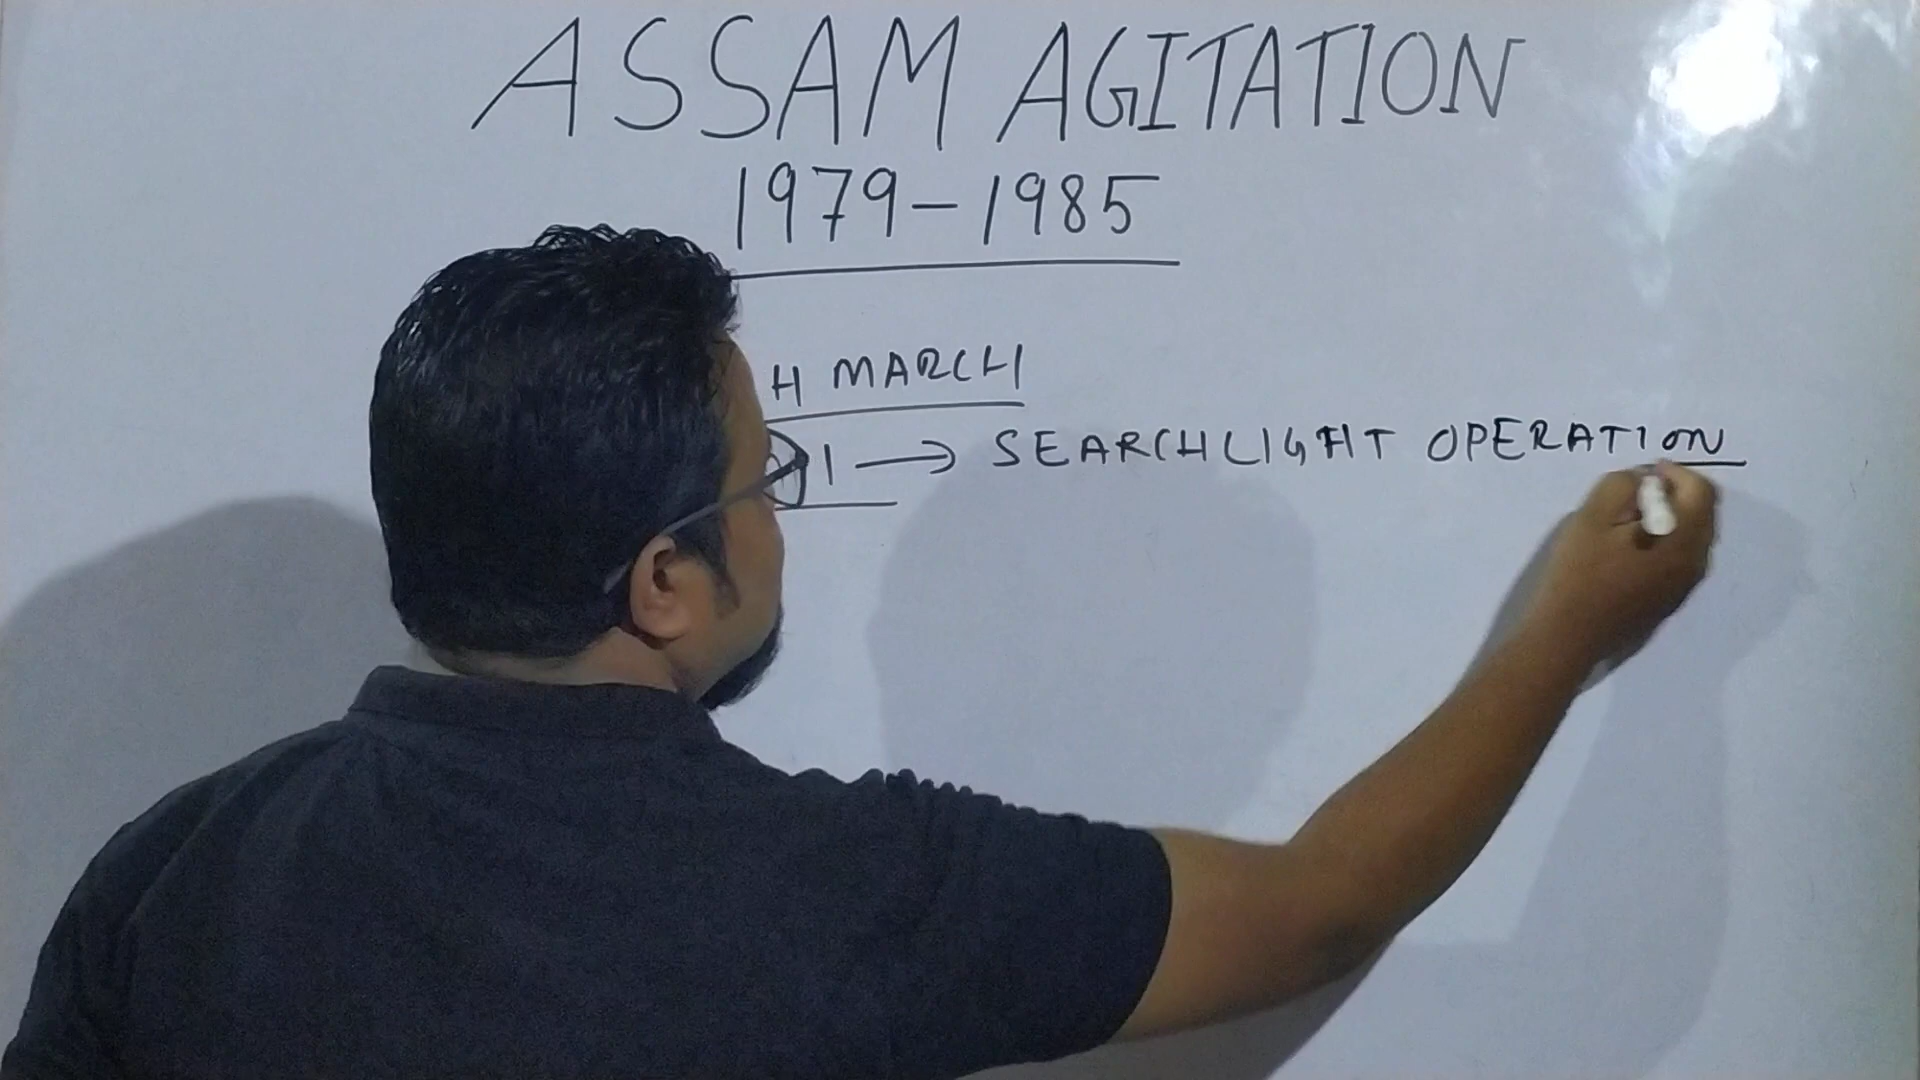 ASSAM AGITATION
1979-1985
H MARCH
1 → SEARCHLIGHT OPERATION